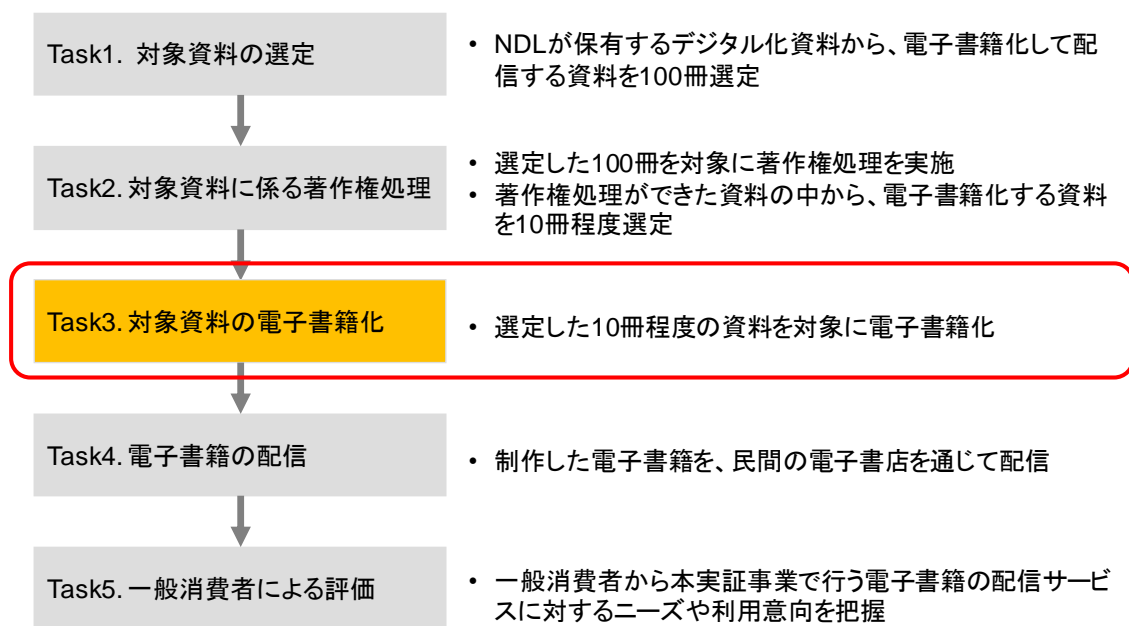 Task1. 対象資料の選定
• NDLが保有するデジタル化資料から、電子書籍化して配
信する資料を100冊選定
Task2. 対象資料に係る著作権処理
• 選定した100冊を対象に著作権処理を実施
• 著作権処理ができた資料の中から、電子書籍化する資料
を10冊程度選定
Task3. 対象資料の電子書籍化
• 選定した10冊程度の資料を対象に電子書籍化
Task4. 電子書籍の配信
• 制作した電子書籍を、民間の電子書店を通じて配信
Task5. 一般消費者による評価
• 一般消費者から本実証事業で行う電子書籍の配信サービ
スに対するニーズや利用意向を把握